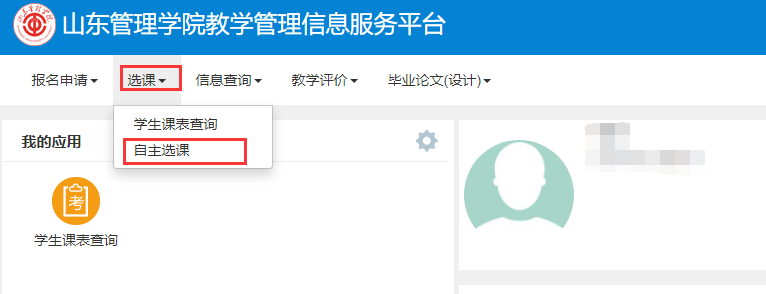 山东管理学院教学管理信息服务平台
报名申请 选课 信息查询 教学评价 毕业论文(设计)
学生课表查询
自主选课
我的应用
考
学生课表查询